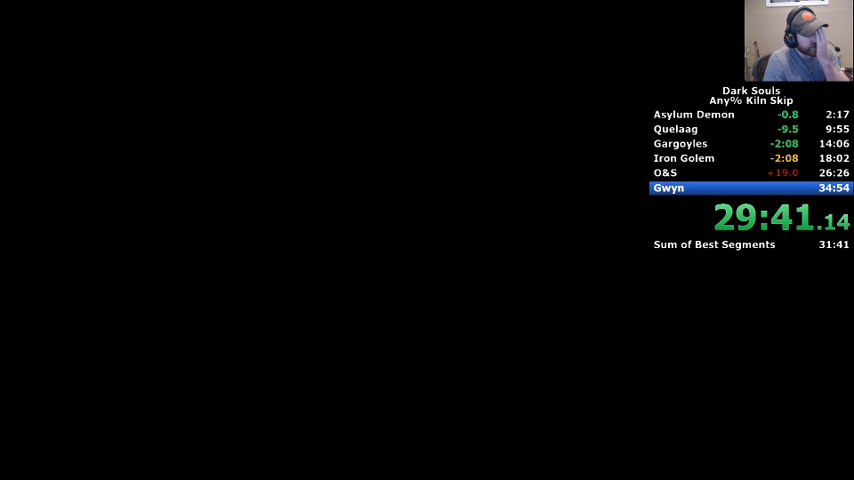 Dark Souls
Any% Kiln Skip
Asylum Demon -0.8 2:17
Quelaag -9.5 9:55
Gargoyles -2:08 14:06
Iron Golem -2:08 18:02
O&S +19.0 26:26
Gwyn 34:54
29:41.14
Sum of Best Segments 31:41